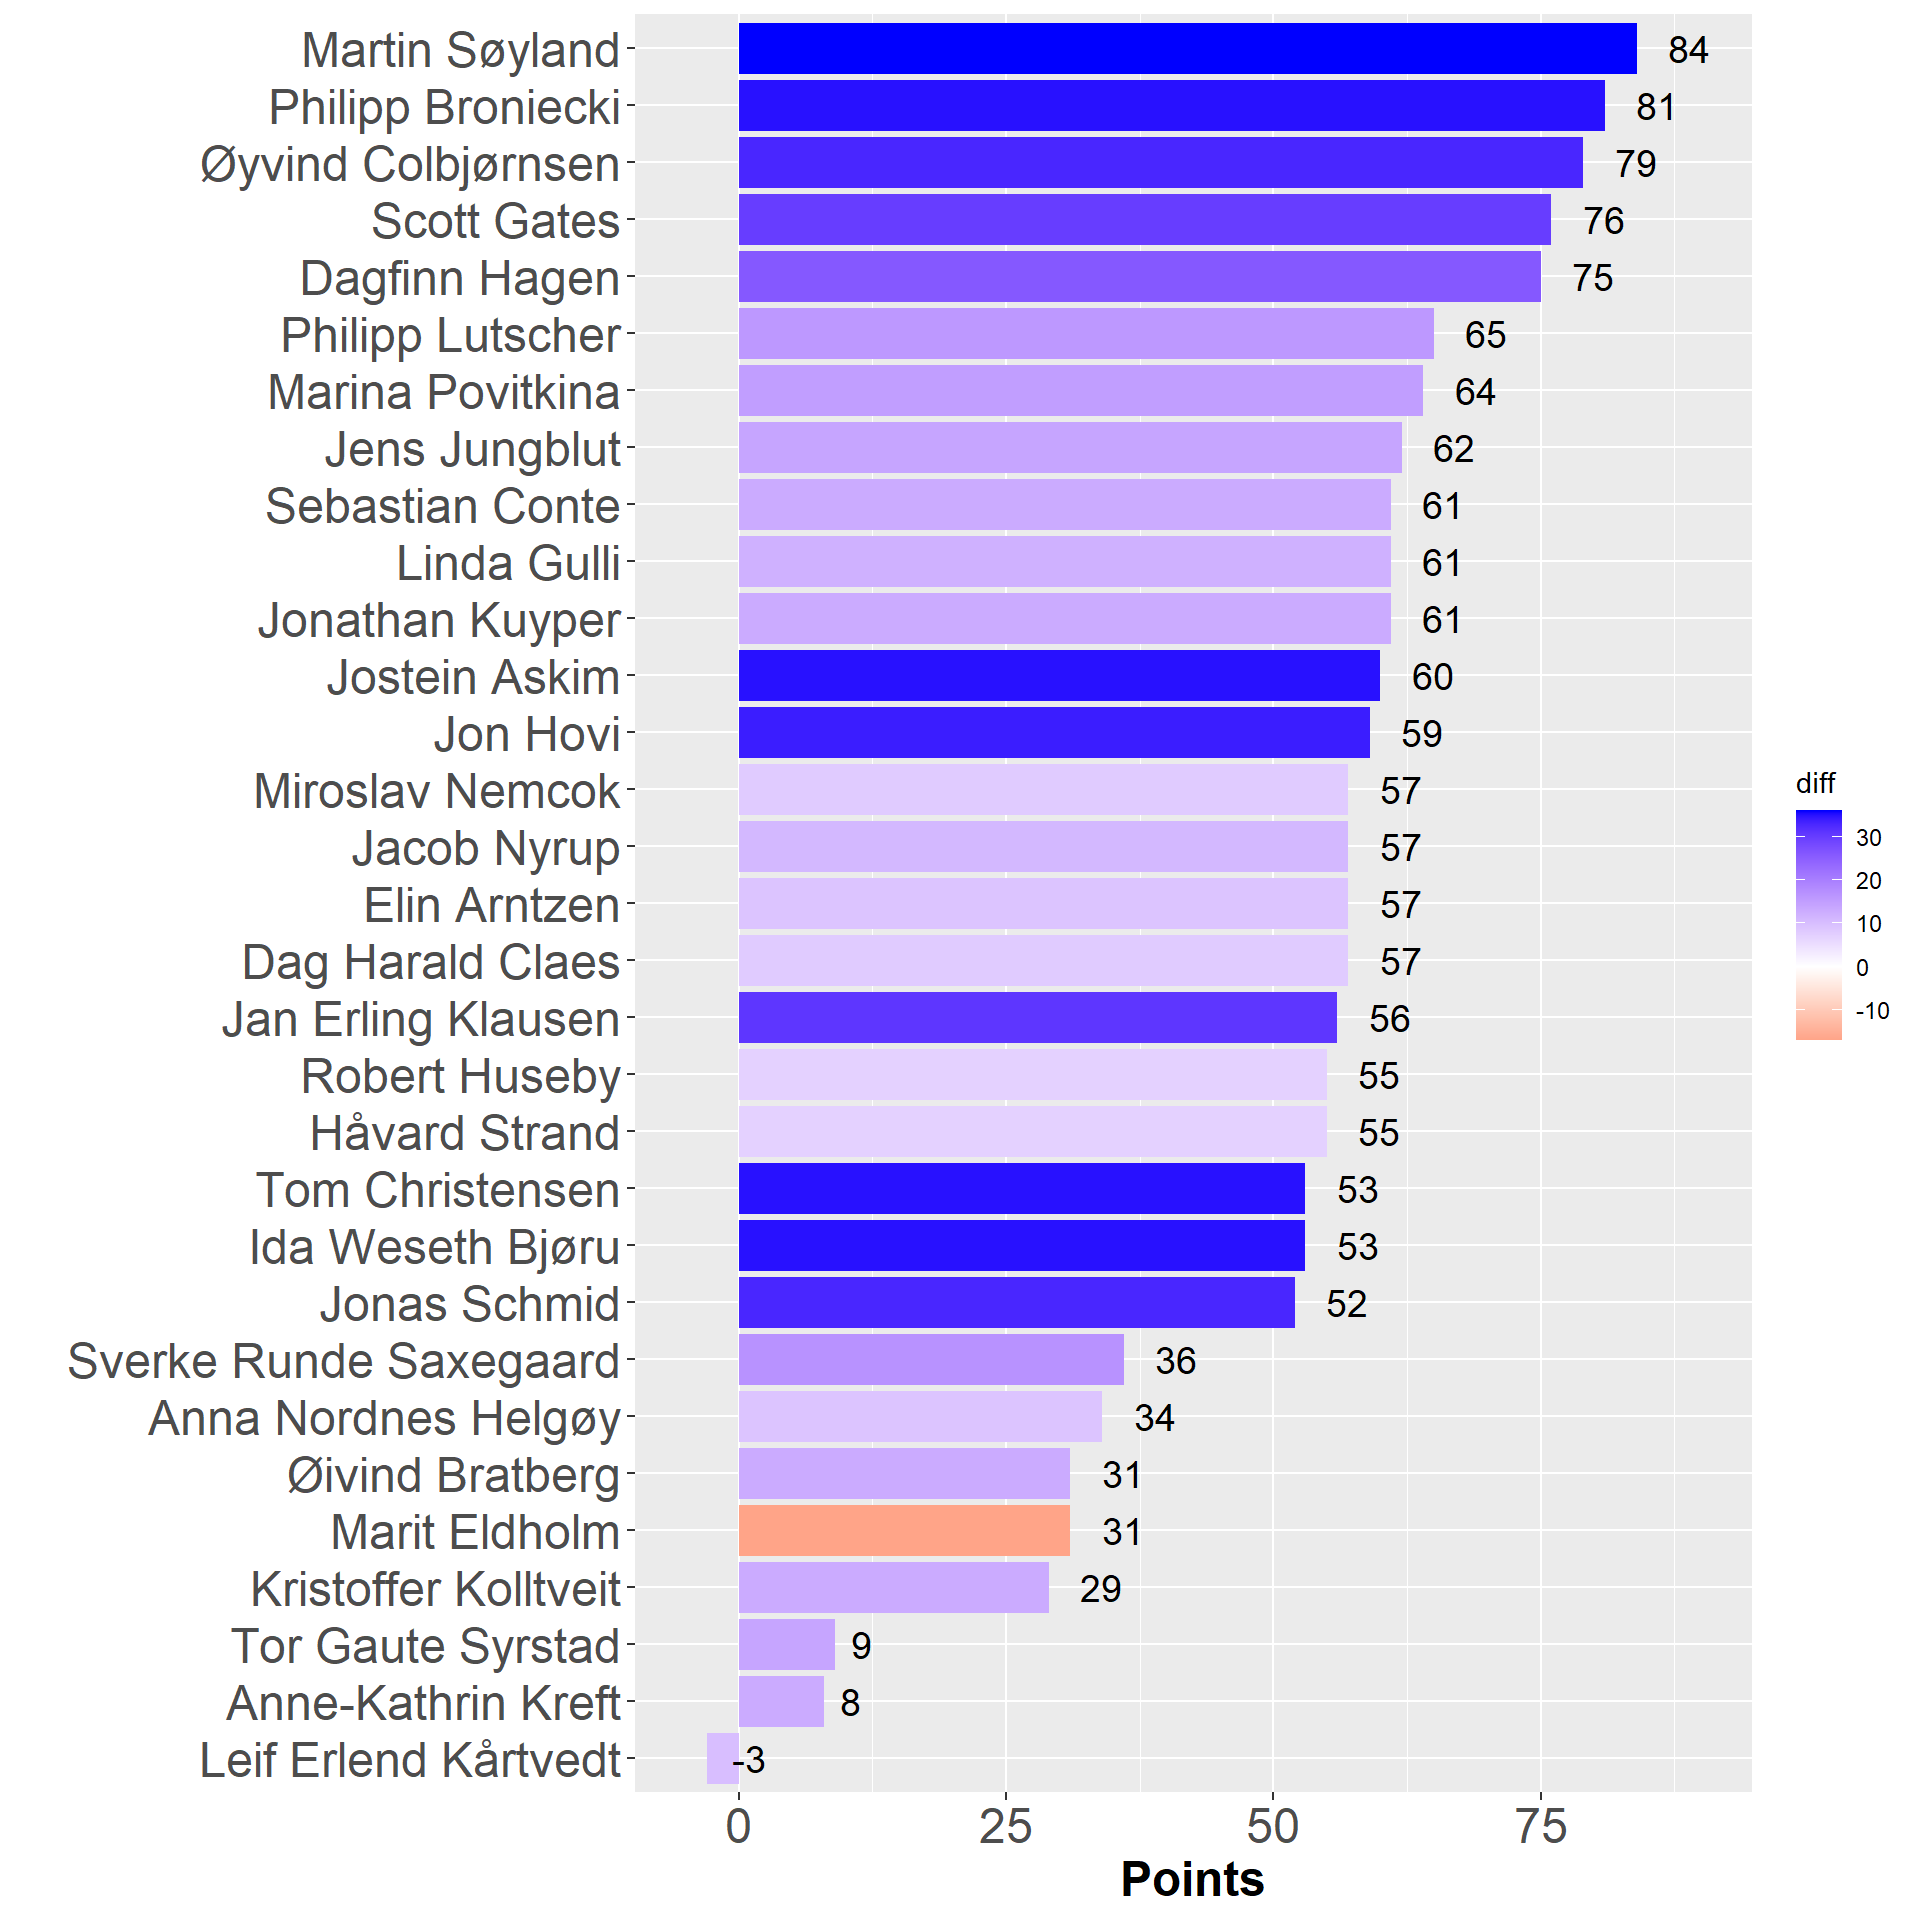 Martin Søyland 84
Philipp Broniecki 81
Øyvind Colbjørnsen 79
Scott Gates 76
Dagfinn Hagen 75
Philipp Lutscher 65
Marina Povitkina 64
Jens Jungblut 62
Sebastian Conte 61
Linda Gulli 61
Jonathan Kuyper 61
Jostein Askim 60
Jon Hovi 59
Miroslav Nemcok 57
Jacob Nyrup 57
Elin Arntzen 57
Dag Harald Claes 57
Jan Erling Klausen 56
Robert Huseby 55
Håvard Strand 55
Tom Christensen 53
Ida Weseth Bjøru 53
Jonas Schmid 52
Sverke Runde Saxegaard 36
Anna Nordnes Helgøy 34
Øivind Bratberg 31
Marit Eldholm 31
Kristoffer Kolltveit 29
Tor Gaute Syrstad 9
Anne-Kathrin Kreft 8
Leif Erlend Kårtvedt -3
0 25 50 75
Points
diff
30
20
10
0
-10